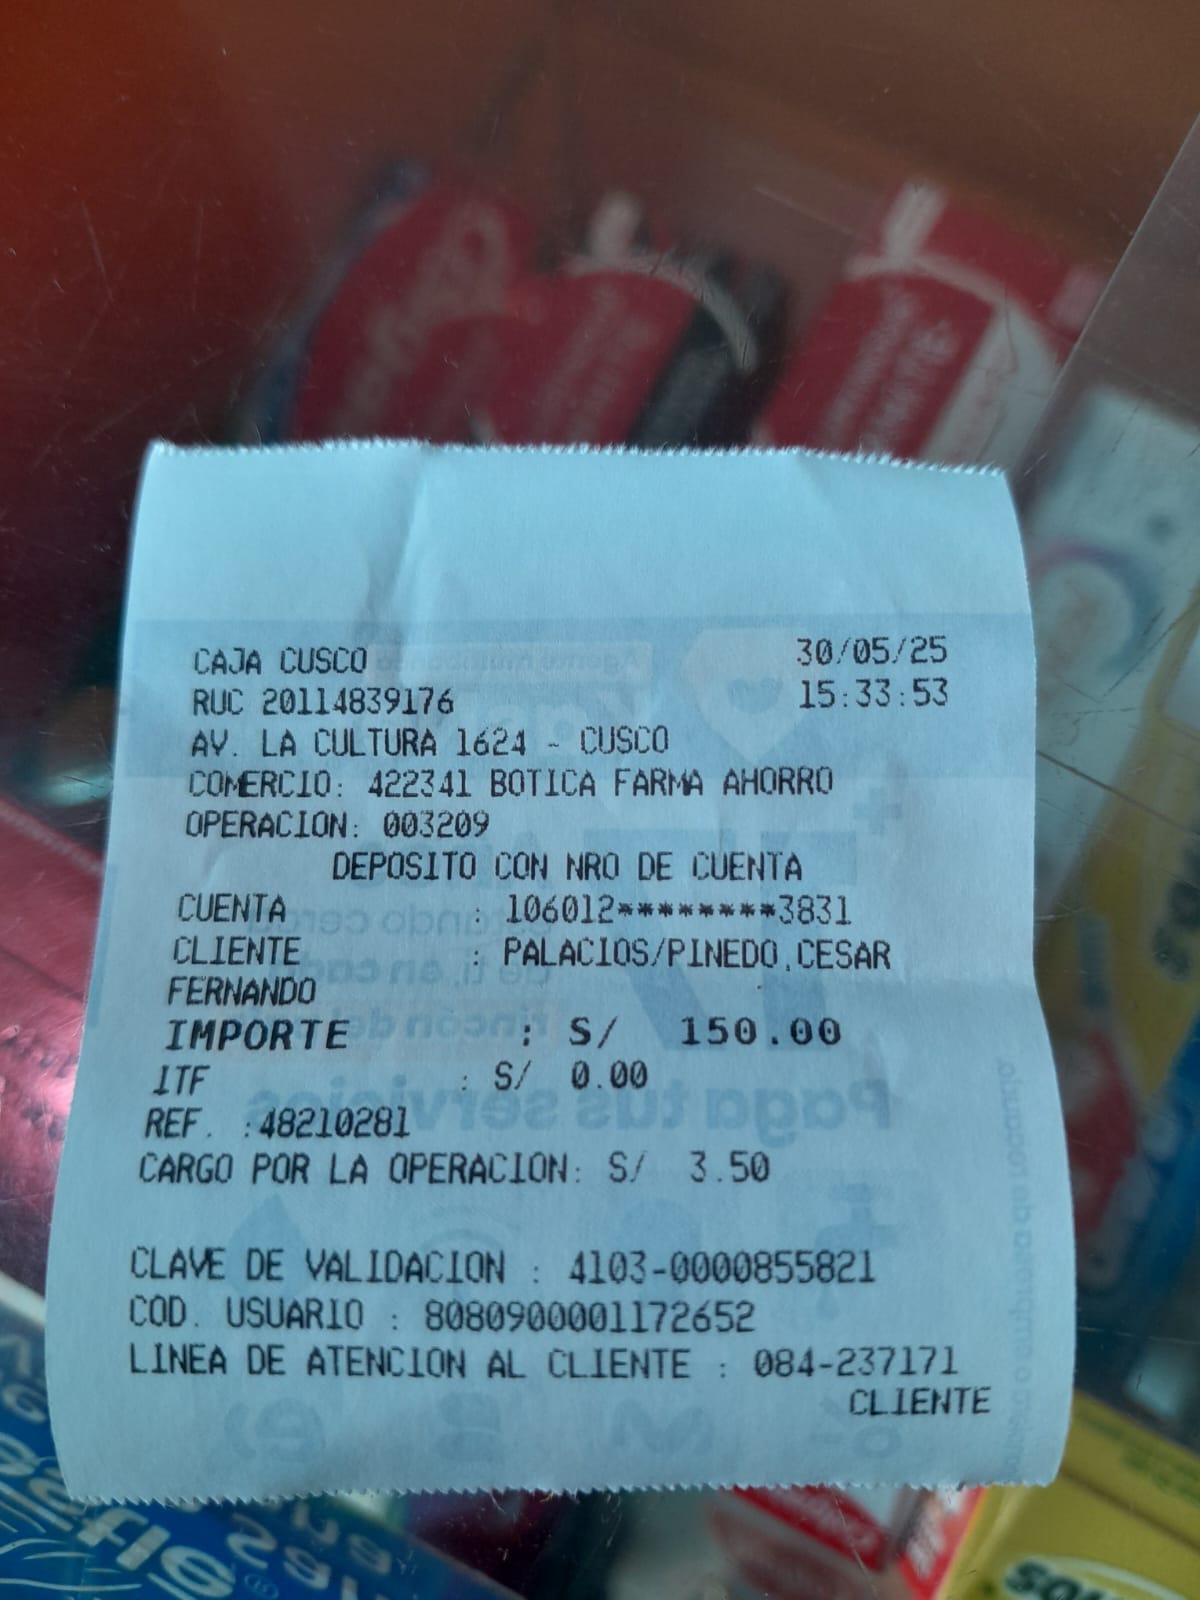 CAJA CUSCO 30/05/25
RUC 20114839176 15:33:53
AV. LA CULTURA 1624 - CUSCO
COMERCIO: 422341 BOTICA FARMA AHORRO
OPERACION: 003209
DEPOSITO CON NRO DE CUENTA
CUENTA : 106012*********3831
CLIENTE : PALACIOS/PINEDO,CESAR
FERNANDO
IMPORTE : S/ 150.00
ITF : S/ 0.00
REF. :48210281
CARGO POR LA OPERACION: S/ 3.50
CLAVE DE VALIDACION : 4103-0000855821
COD. USUARIO : 8080900001172652
LINEA DE ATENCION AL CLIENTE : 084-237171
CLIENTE
Paga tus servicios